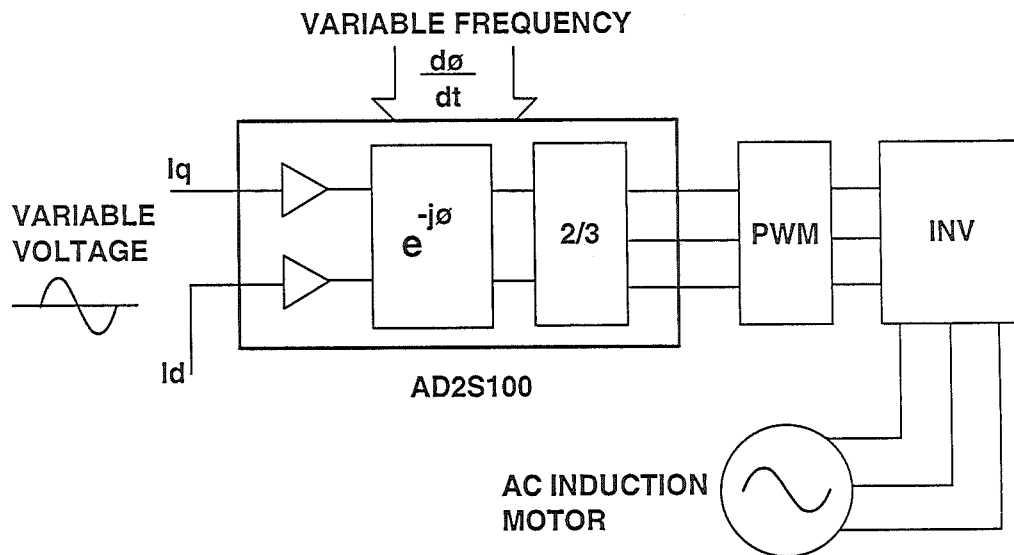 VARIABLE FREQUENCY
dø
dt
Iq
VARIABLE
VOLTAGE
Id
e-jø
2/3
PWM
INV
AD2S100
AC INDUCTION
MOTOR